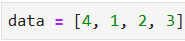 data = [4, 1, 2, 3]